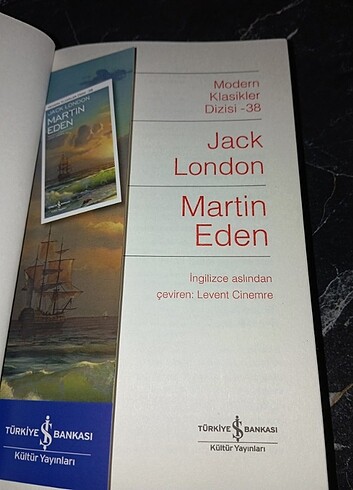 JACK LONDON
MARTIN
EDEN
TÜRKİYE İŞ BANKASI
Kültür Yayınları
Modern
Klasikler
Dizisi -38
Jack
London
Martin
Eden
İngilizce aslından
çeviren: Levent Cinemre
TÜRKİYE İŞ BANKASI
Kültür Yayınları